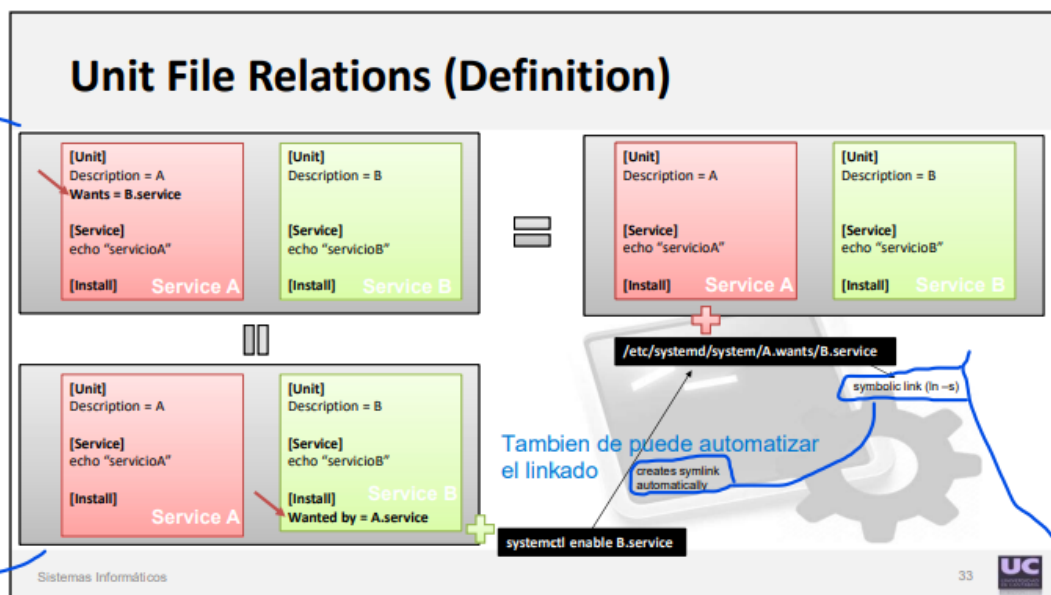 Unit File Relations (Definition)
[Unit]
Description = A
Wants = B.service
[Service]
echo “servicioA”
[Install]
Service A
[Unit]
Description = B
[Service]
echo “servicioB”
[Install]
Service B
[Unit]
Description = A
[Service]
echo “servicioA”
[Install]
Service A
[Unit]
Description = B
[Service]
echo “servicioB”
[Install]
Service B
/etc/systemd/system/A.wants/B.service
symbolic link (ln –s)
[Unit]
Description = A
[Service]
echo “servicioA”
[Install]
Service A
[Unit]
Description = B
[Service]
echo “servicioB”
[Install]
Service B
Wanted by = A.service
Tambien de puede automatizar
el linkado
creates symlink
automatically
systemctl enable B.service
Sistemas Informáticos
33
UC